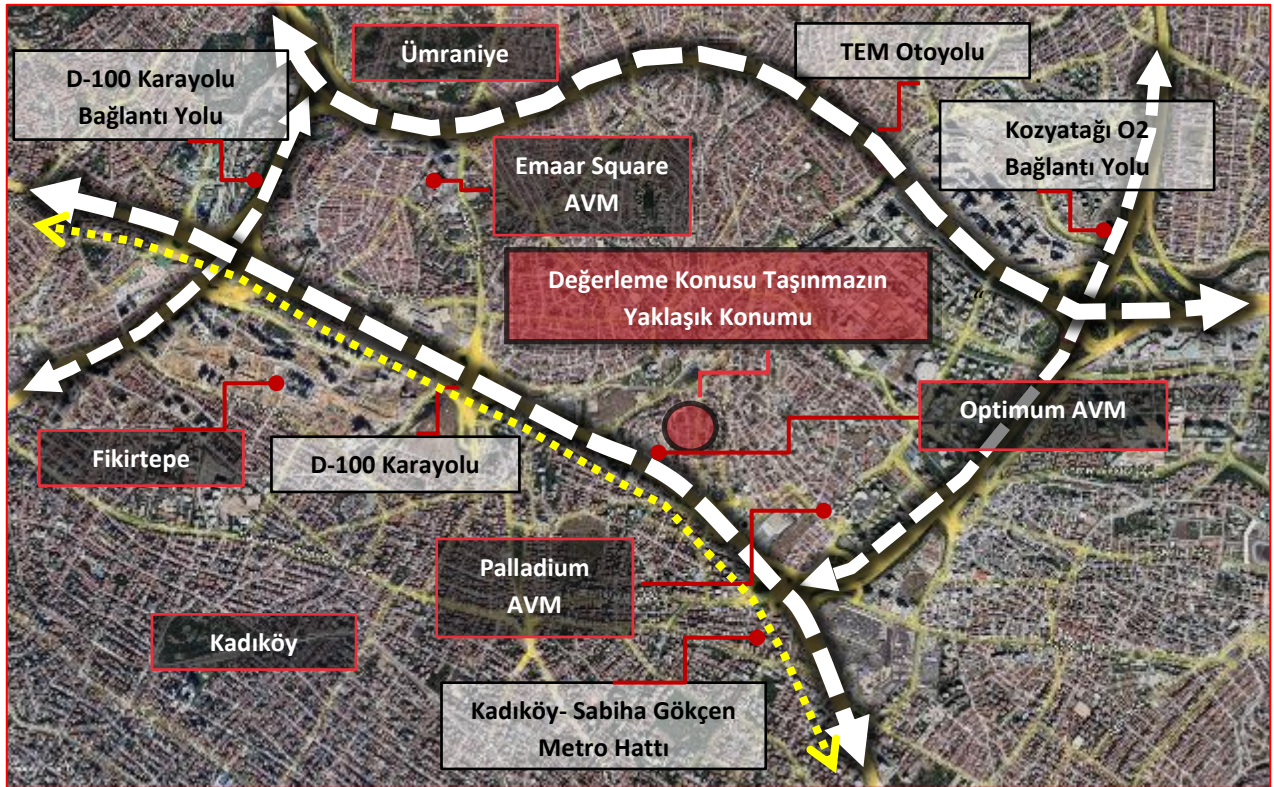 Ümraniye
TEM Otoyolu
D-100 Karayolu
Bağlantı Yolu
Kozyatağı O2
Bağlantı Yolu
Emaar Square
AVM
Değerleme Konusu Taşınmazın
Yaklaşık Konumu
“
Optimum AVM
Fikirtepe
D-100 Karayolu
Palladium
AVM
Kadıköy
Kadıköy- Sabiha Gökçen
Metro Hattı